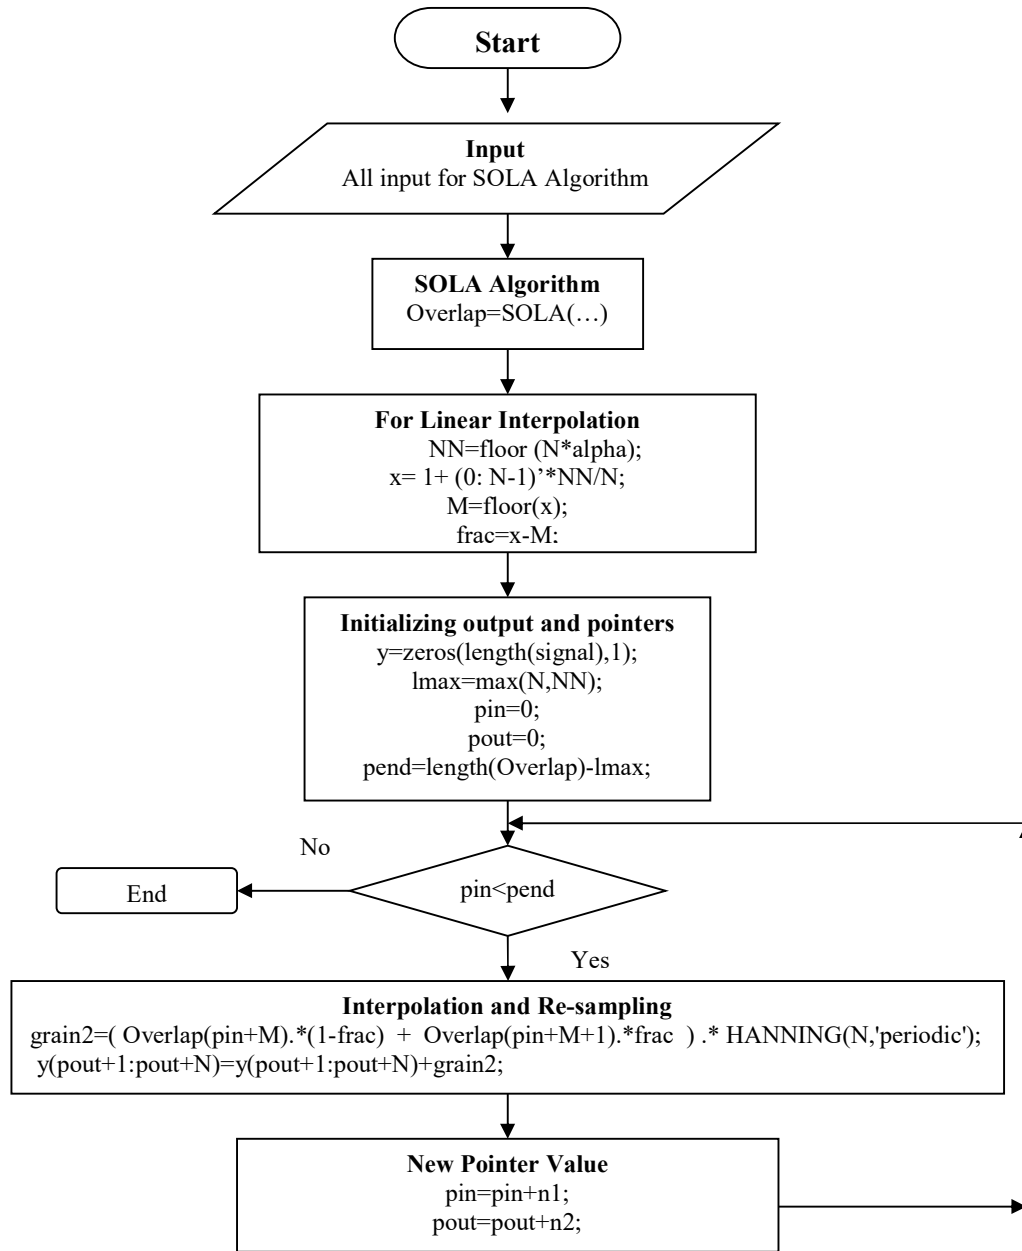 Start
Input
All input for SOLA Algorithm
SOLA Algorithm
Overlap=SOLA(…)
For Linear Interpolation
NN=floor (N*alpha);
x= 1+ (0: N-1)’*NN/N;
M=floor(x);
frac=x-M;
Initializing output and pointers
y=zeros(length(signal),1);
lmax=max(N,NN);
pin=0;
pout=0;
pend=length(Overlap)-lmax;
No
End
pin<pend
Yes
Interpolation and Re-sampling
grain2=( Overlap(pin+M).*(1-frac) + Overlap(pin+M+1).*frac ) .* HANNING(N,'periodic');
y(pout+1:pout+N)=y(pout+1:pout+N)+grain2;
New Pointer Value
pin=pin+n1;
pout=pout+n2;